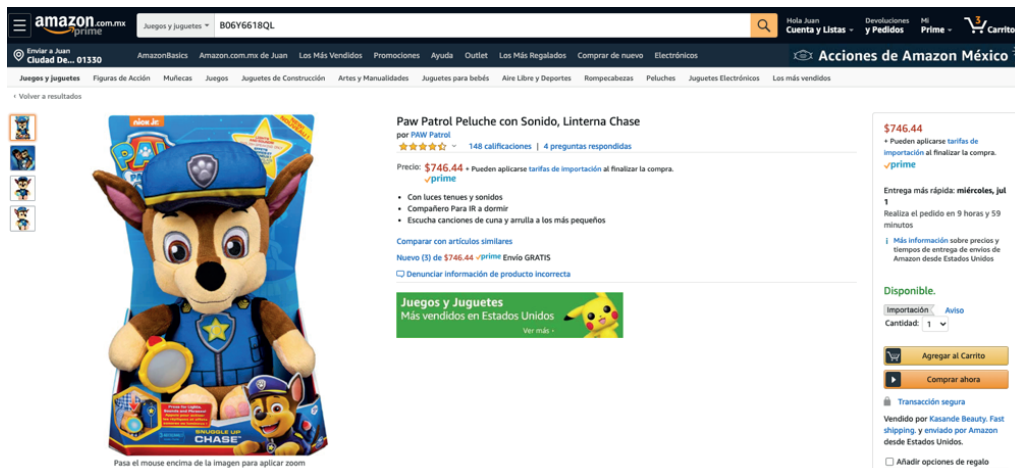 amazon.com.mx
prime
Juegos y juguetes
B06Y6618QL
Hola Juan
Cuenta y Listas
Devoluciones
y Pedidos
Mi
Prime
3
Carrito
Enviar a Juan
Ciudad De... 01330
AmazonBasics Amazon.com.mx de Juan Los Más Vendidos Promociones Ayuda Outlet Los Más Regalados Comprar de nuevo Electrónicos
Acciones de Amazon México
Juegos y juguetes Figuras de Acción Muñecas Juegos Juguetes de Construcción Artes y Manualidades Juguetes para bebés Aire Libre y Deportes Rompecabezas Peluches Juguetes Electrónicos Los más vendidos
‹ Volver a resultados
nick jr.
PAW
SNUGGLE UP
CHASE
Pasa el mouse encima de la imagen para aplicar zoom
Paw Patrol Peluche con Sonido, Linterna Chase
por PAW Patrol
148 calificaciones | 4 preguntas respondidas
Precio: $746.44 + Pueden aplicarse tarifas de importación al finalizar la compra.
prime
• Con luces tenues y sonidos
• Compañero Para IR a dormir
• Escucha canciones de cuna y arrulla a los más pequeños
Comparar con artículos similares
Nuevo (3) de $746.44 prime Envío GRATIS
Denunciar información de producto incorrecta
Juegos y Juguetes
Más vendidos en Estados Unidos
Ver más ›
$746.44
+ Pueden aplicarse tarifas de
importación al finalizar la compra.
prime
Entrega más rápida: miércoles, jul
1
Realiza el pedido en 9 horas y 59
minutos
Más información sobre precios y
tiempos de entrega de envíos de
Amazon desde Estados Unidos
Disponible.
Importación Aviso
Cantidad: 1
Agregar al Carrito
Comprar ahora
Transacción segura
Vendido por Kasande Beauty. Fast
shipping. y enviado por Amazon
desde Estados Unidos.
Añadir opciones de regalo